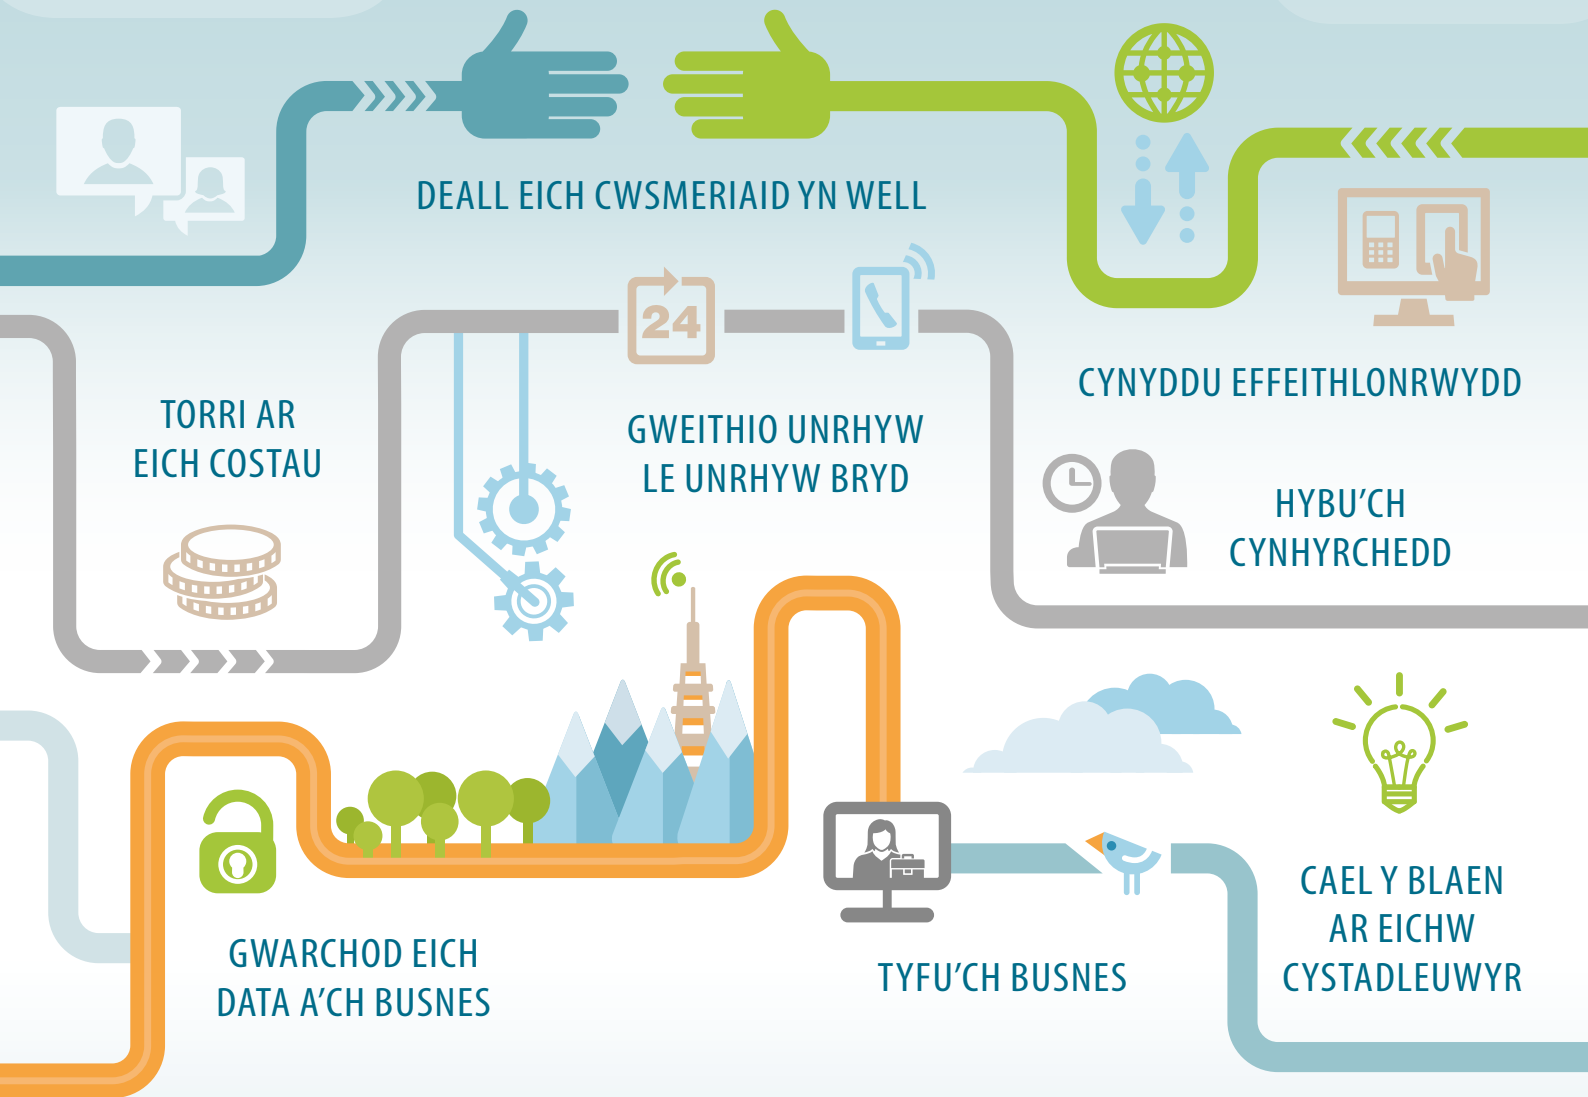 DEALL EICH CWSMERIAID YN WELL
24
CYNYDDU EFFEITHLONRWYDD
TORRI AR
EICH COSTAU
GWEITHIO UNRHYW
LE UNRHYW BRYD
HYBU’CH
CYNHYRCHEDD
GWARCHOD EICH
DATA A’CH BUSNES
TYFU’CH BUSNES
CAEL Y BLAEN
AR EICHW
CYSTADLEUWYR